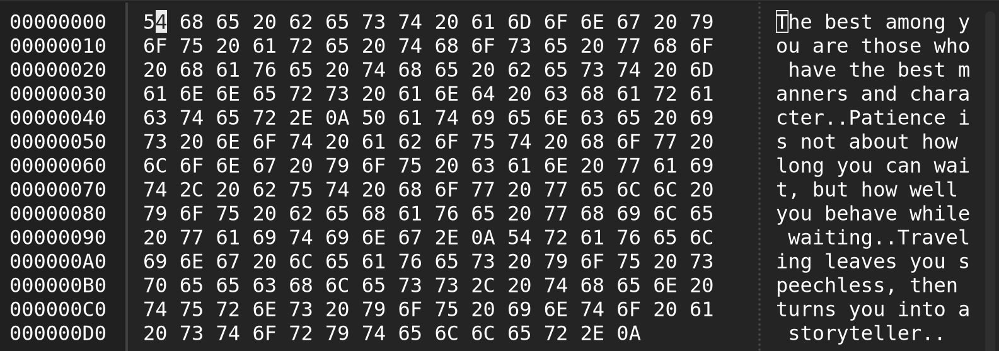 00000000 54 68 65 20 62 65 73 74 20 61 6D 6F 6E 67 20 79 The best among y
00000010 6F 75 20 61 72 65 20 74 68 6F 73 65 20 77 68 6F ou are those who
00000020 20 68 61 76 65 20 74 68 65 20 62 65 73 74 20 6D  have the best m
00000030 61 6E 6E 65 72 73 20 61 6E 64 20 63 68 61 72 61 anners and chara
00000040 63 74 65 72 2E 0A 50 61 74 69 65 6E 63 65 20 69 cter..Patience i
00000050 73 20 6E 6F 74 20 61 62 6F 75 74 20 68 6F 77 20 s not about how
00000060 6C 6F 6E 67 20 79 6F 75 20 63 61 6E 20 77 61 69 long you can wai
00000070 74 2C 20 62 75 74 20 68 6F 77 20 77 65 6C 6C 20 t, but how well
00000080 79 6F 75 20 62 65 68 61 76 65 20 77 68 69 6C 65 you behave while
00000090 20 77 61 69 74 69 6E 67 2E 0A 54 72 61 76 65 6C  waiting..Travel
000000A0 69 6E 67 20 6C 65 61 76 65 73 20 79 6F 75 20 73 ing leaves you s
000000B0 70 65 65 63 68 6C 65 73 73 2C 20 74 68 65 6E 20 peechless, then
000000C0 74 75 72 6E 73 20 79 6F 75 20 69 6E 74 6F 20 61 turns you into a
000000D0 20 73 74 6F 72 79 74 65 6C 6C 65 72 2E 0A  storyteller..